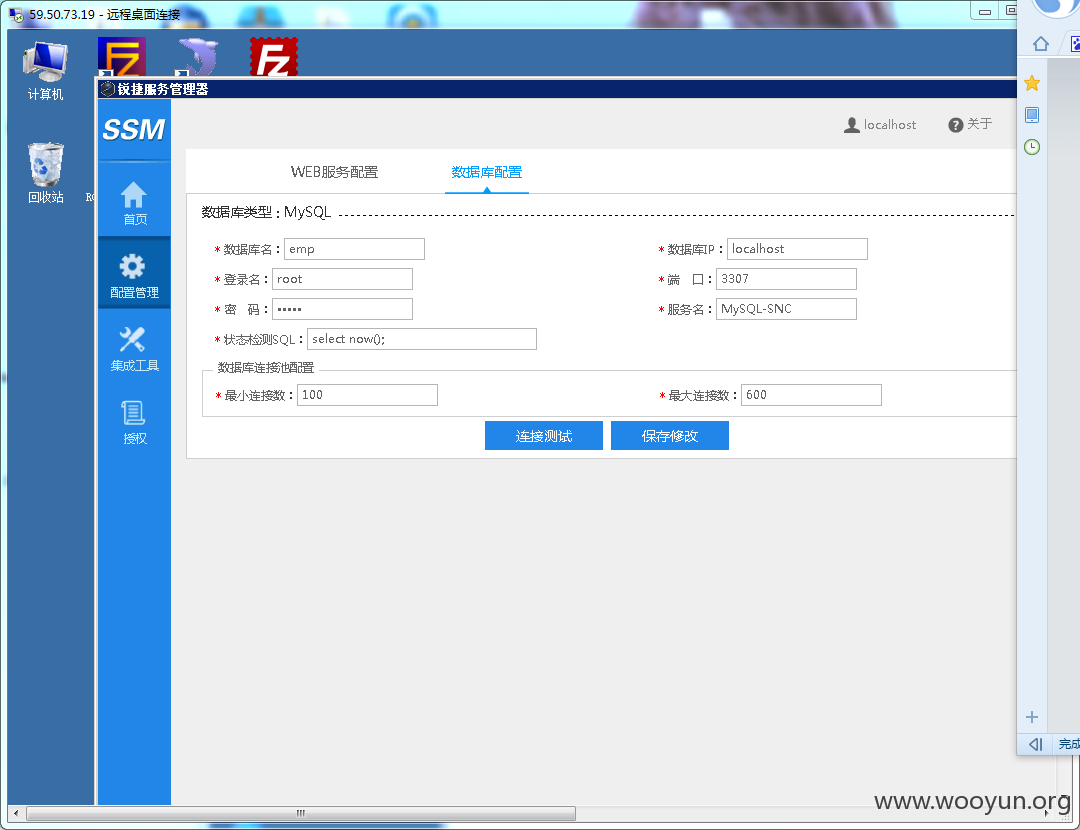 59.50.73.19 - 远程桌面连接
计算机
回收站
锐捷服务管理器
SSM
localhost
关于
首页
配置管理
集成工具
授权
WEB服务配置
数据库配置
数据库类型：MySQL
* 数据库名： emp
* 数据库IP： localhost
* 登录名： root
* 端 口： 3307
* 密 码： •••••
* 服务名： MySQL-SNC
* 状态检测SQL： select now();
数据库连接池配置
* 最小连接数： 100
* 最大连接数： 600
连接测试
保存修改
完成
www.wooyun.org